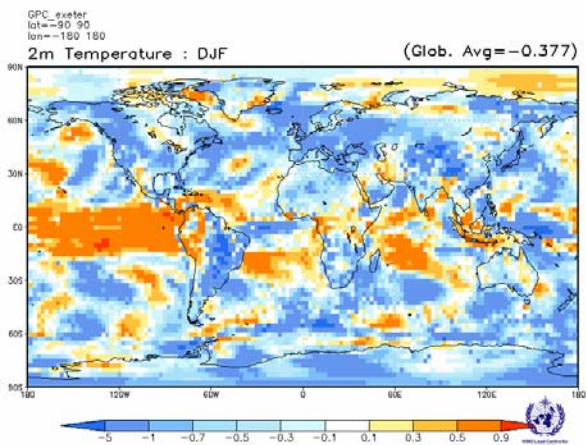 GPC_exeter
lat=-90 90
lon=-180 180
2m Temperature : DJF (Glob. Avg=-0.377)
90N
60N
30N
EQ
30S
60S
90S
180 120W 60W 0 60E 120E 180
-5 -1 -0.7 -0.5 -0.3 -0.1 0.1 0.3 0.5 0.9